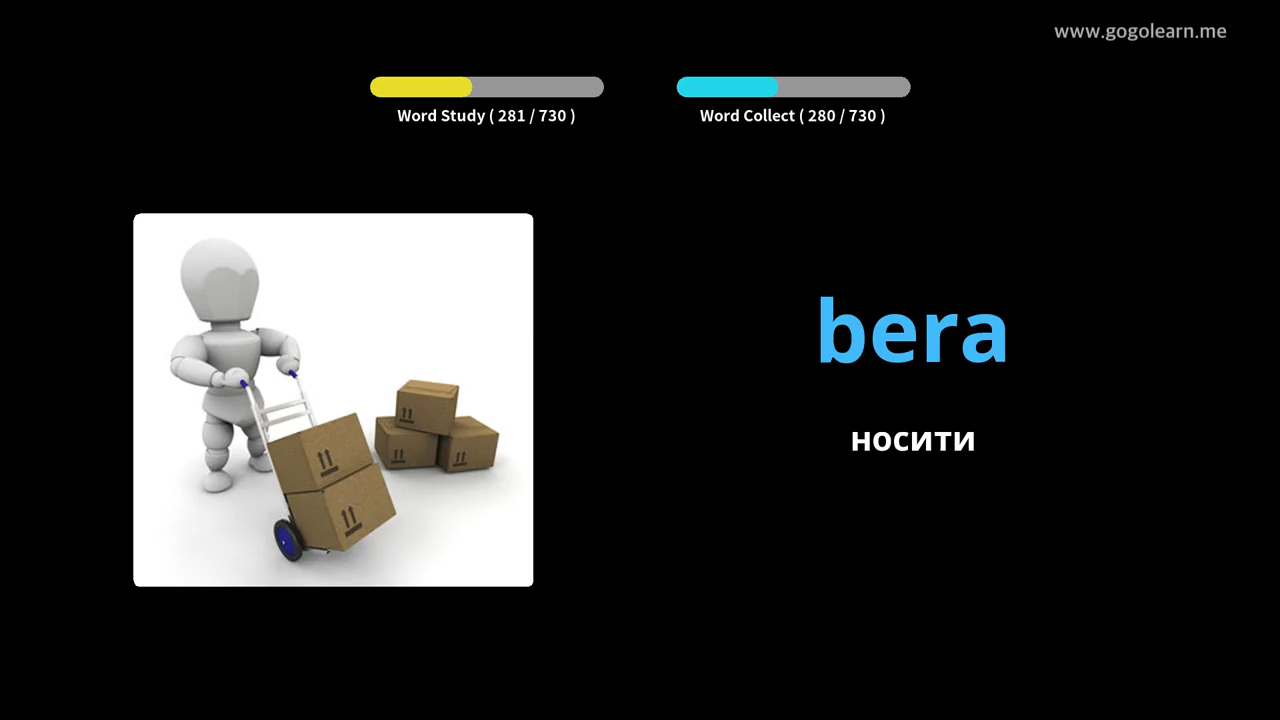 www.gogolearn.me
Word Study ( 281 / 730 )
Word Collect ( 280 / 730 )
bera
носити